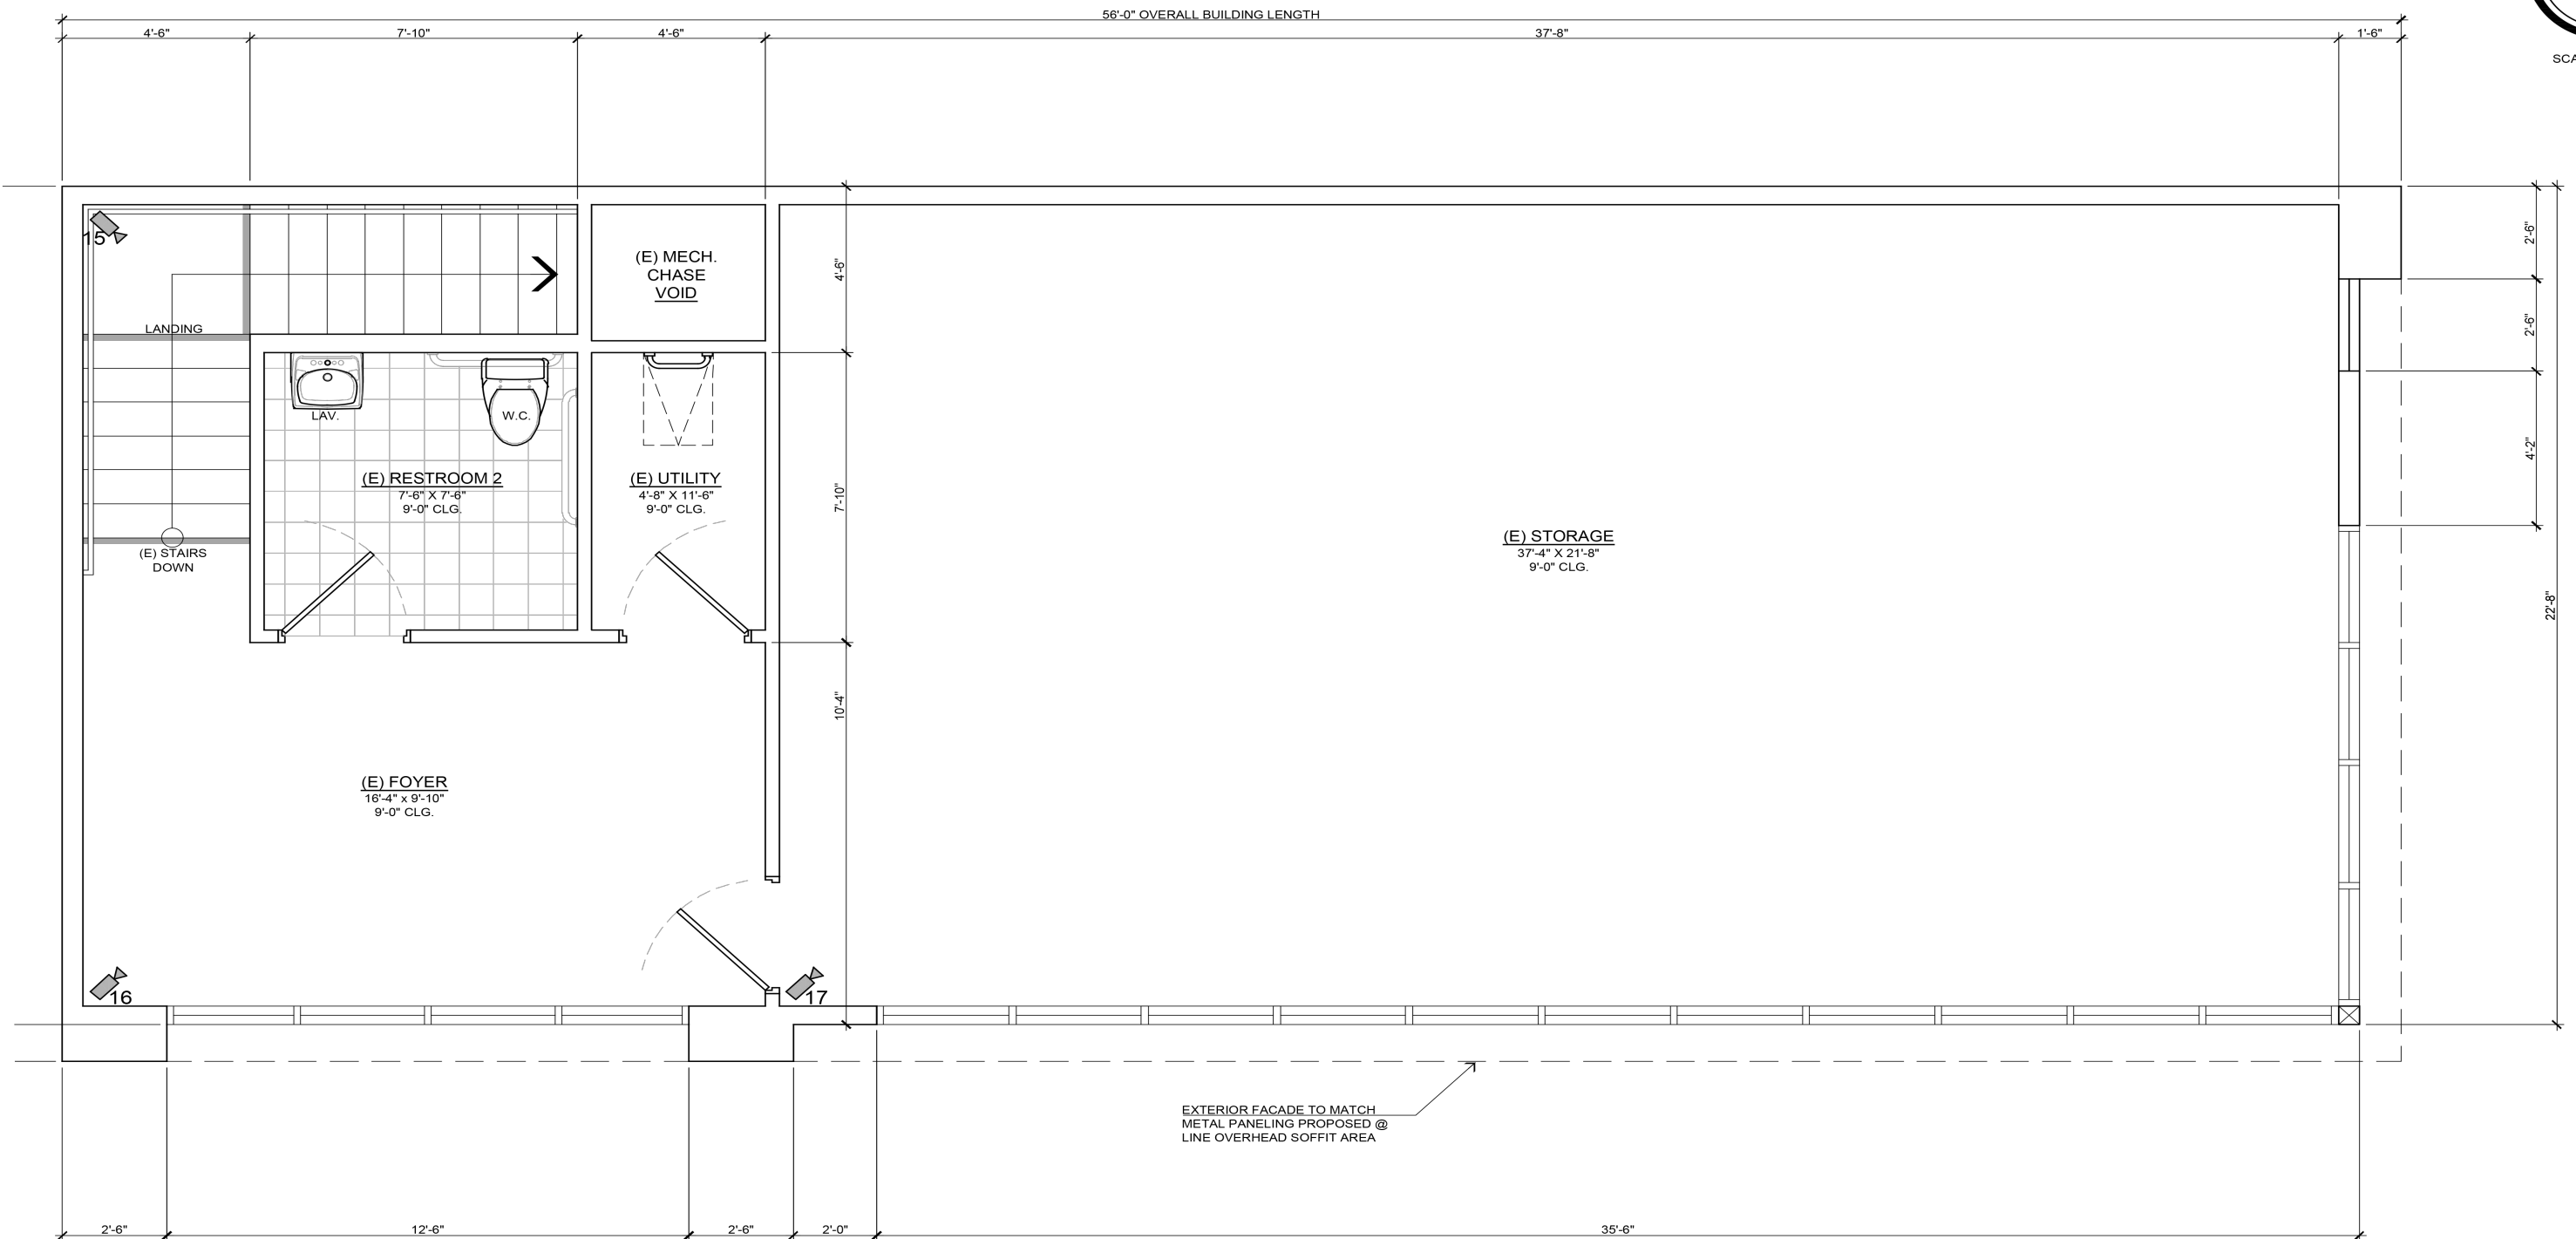 56'-0" OVERALL BUILDING LENGTH
4'-6"
7'-10"
4'-6"
37'-8"
1'-6"
15
(E) MECH.
CHASE
VOID
LANDING
4'-6"
2'-6"
2'-6"
4'-2"
22'-8"
LAV.
W.C.
(E) RESTROOM 2
7'-6" X 7'-6"
9'-0" CLG.
(E) UTILITY
4'-8" X 11'-6"
9'-0" CLG.
7'-10"
(E) STAIRS
DOWN
(E) STORAGE
37'-4" X 21'-8"
9'-0" CLG.
10'-4"
(E) FOYER
16'-4" x 9'-10"
9'-0" CLG.
16
17
EXTERIOR FACADE TO MATCH
METAL PANELING PROPOSED @
LINE OVERHEAD SOFFIT AREA
2'-6"
12'-6"
2'-6"
2'-0"
35'-6"